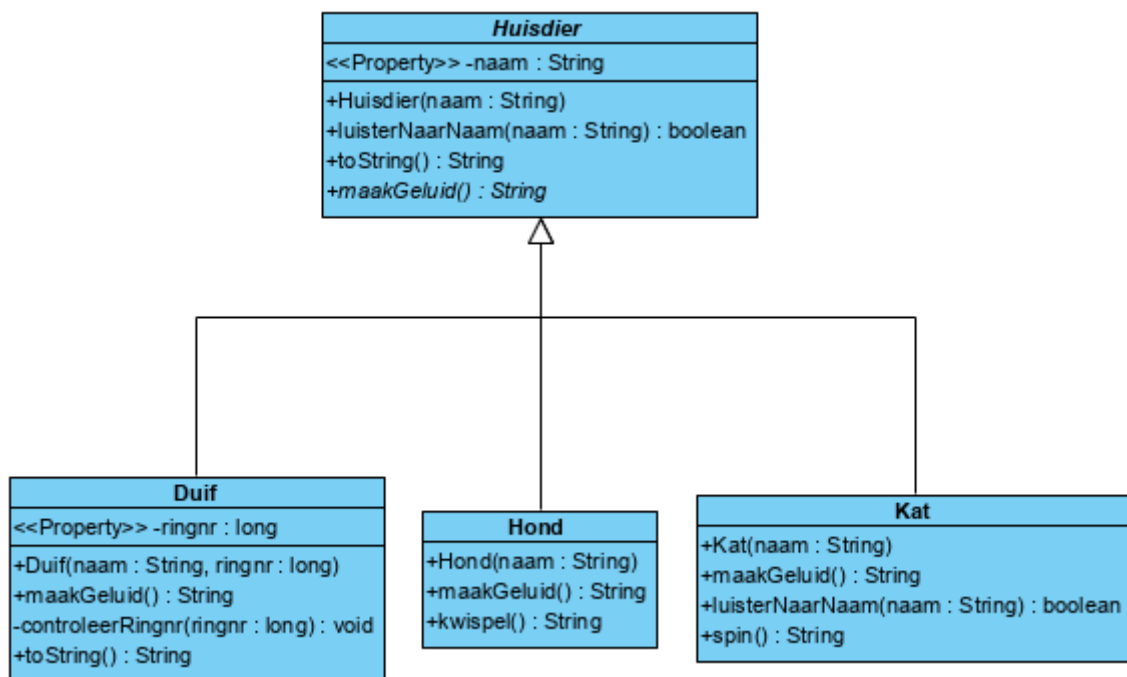 Huisdier
<<Property>> -naam : String
+Huisdier(naam : String)
+luisterNaarNaam(naam : String) : boolean
+toString() : String
+maakGeluid() : String
Duif
<<Property>> -ringnr : long
+Duif(naam : String, ringnr : long)
+maakGeluid() : String
-controleerRingnr(ringnr : long) : void
+toString() : String
Hond
+Hond(naam : String)
+maakGeluid() : String
+kwispel() : String
Kat
+Kat(naam : String)
+maakGeluid() : String
+luisterNaarNaam(naam : String) : boolean
+spin() : String